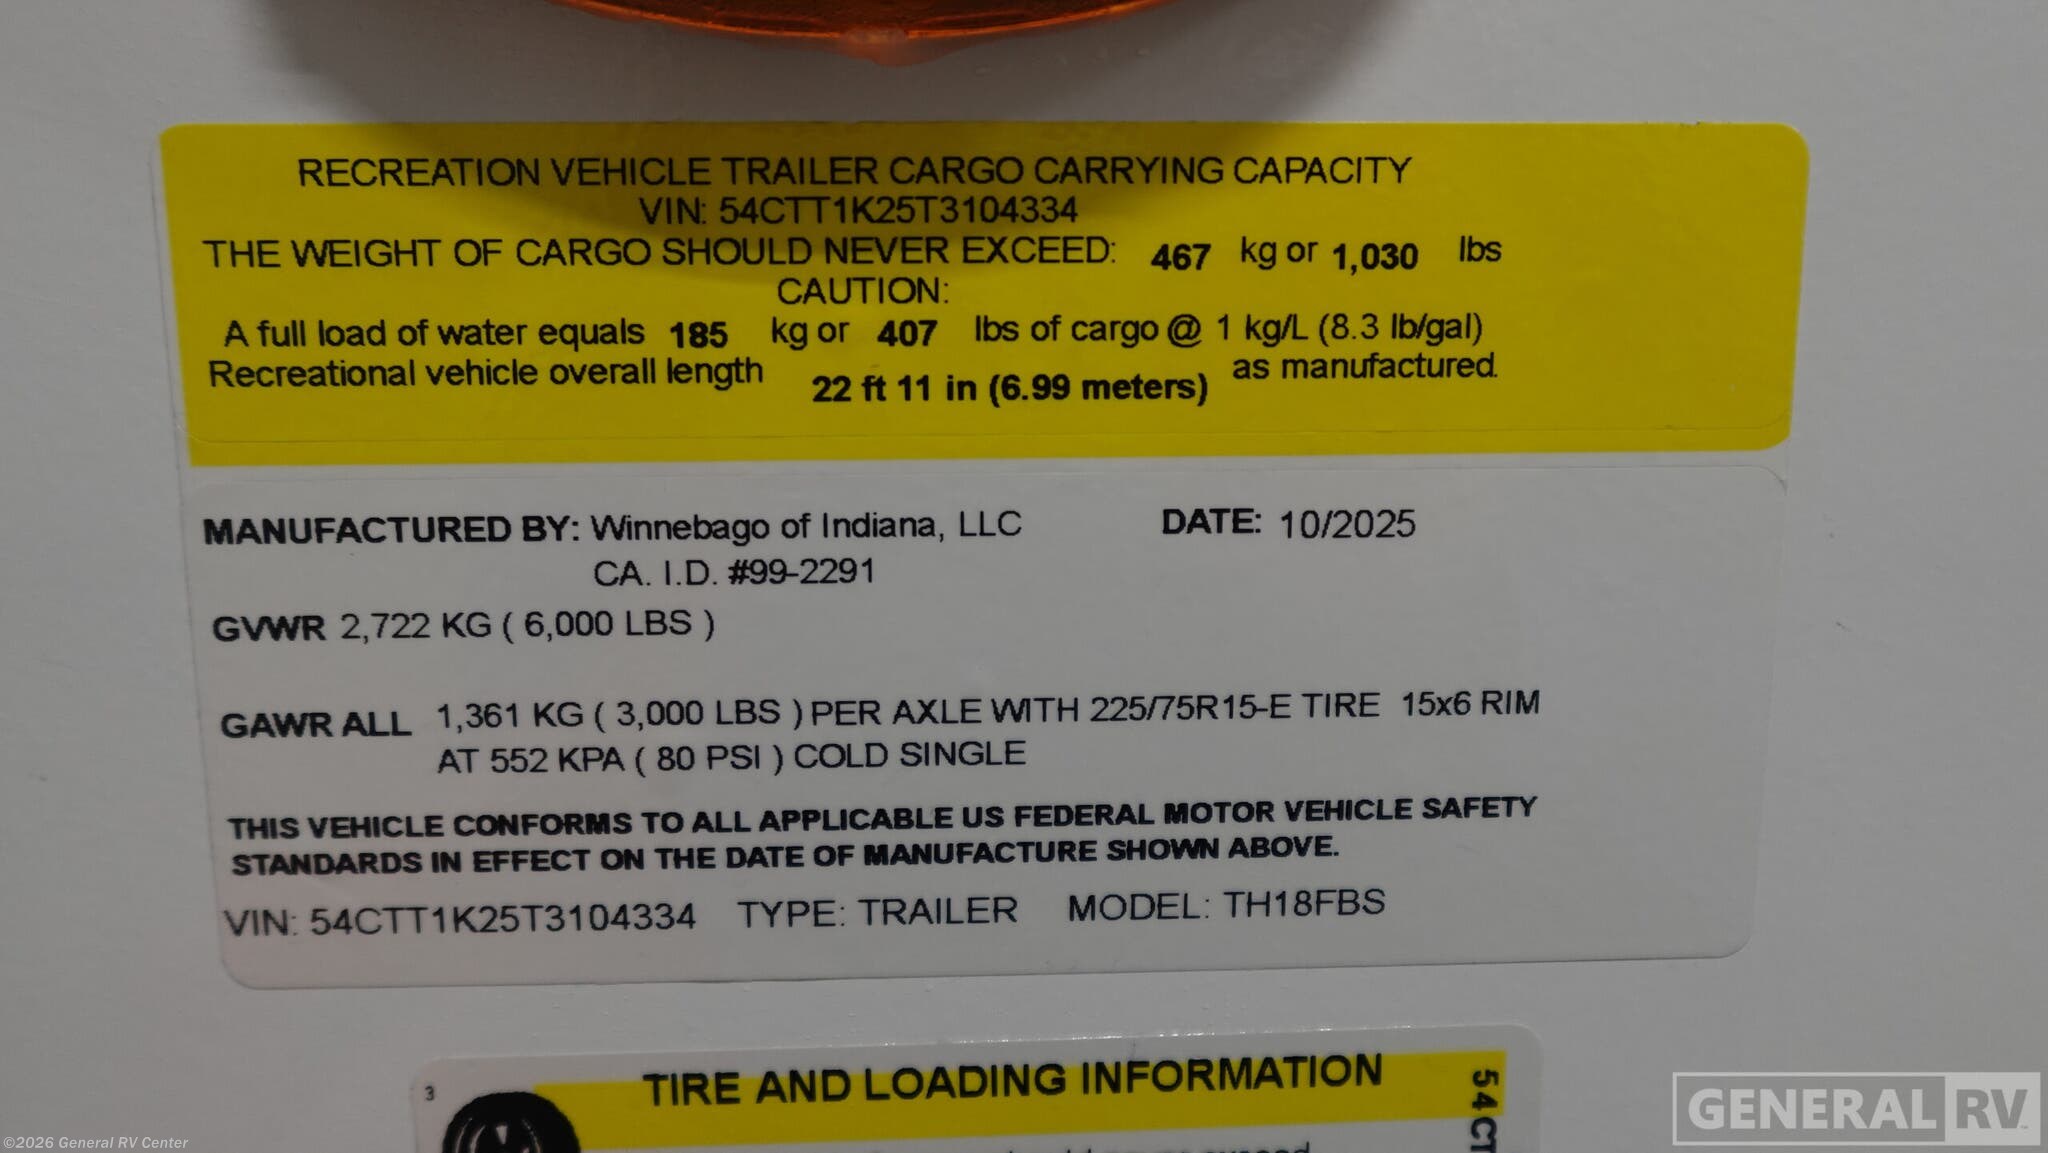 RECREATION VEHICLE TRAILER CARGO CARRYING CAPACITY
VIN: 54CTT1K25T3104334
THE WEIGHT OF CARGO SHOULD NEVER EXCEED: 467 kg or 1,030 lbs
CAUTION:
A full load of water equals 185 kg or 407 lbs of cargo @ 1 kg/L (8.3 lb/gal)
Recreational vehicle overall length 22 ft 11 in (6.99 meters) as manufactured.
MANUFACTURED BY: Winnebago of Indiana, LLC DATE: 10/2025
CA. I.D. #99-2291
GVWR 2,722 KG ( 6,000 LBS )
GAWR ALL 1,361 KG ( 3,000 LBS ) PER AXLE WITH 225/75R15-E TIRE 15x6 RIM
AT 552 KPA ( 80 PSI ) COLD SINGLE
THIS VEHICLE CONFORMS TO ALL APPLICABLE US FEDERAL MOTOR VEHICLE SAFETY
STANDARDS IN EFFECT ON THE DATE OF MANUFACTURE SHOWN ABOVE.
VIN: 54CTT1K25T3104334 TYPE: TRAILER MODEL: TH18FBS
3
TIRE AND LOADING INFORMATION
54CT
GENERAL RV
©2026 General RV Center